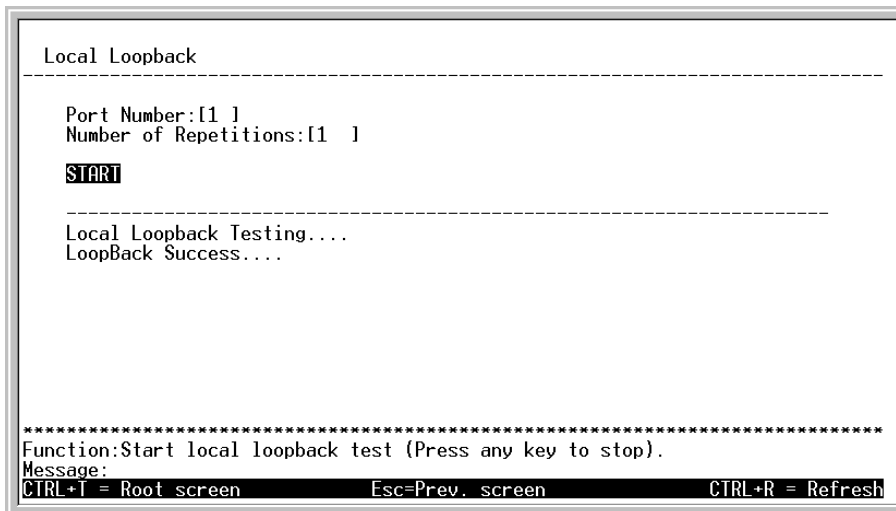 Local Loopback
--------------------------------------------------------------------------------
Port Number:[1 ]
Number of Repetitions:[1  ]
START
----------------------------------------------------------------------
Local Loopback Testing....
LoopBack Success....
********************************************************************************
Function:Start local loopback test (Press any key to stop).
Message:
CTRL+T = Root screen Esc=Prev. screen CTRL+R = Refresh